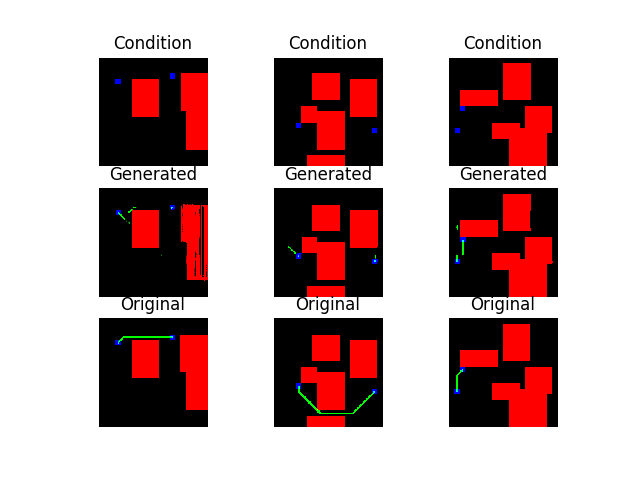 Condition Condition Condition
Generated Generated Generated
Original Original Original